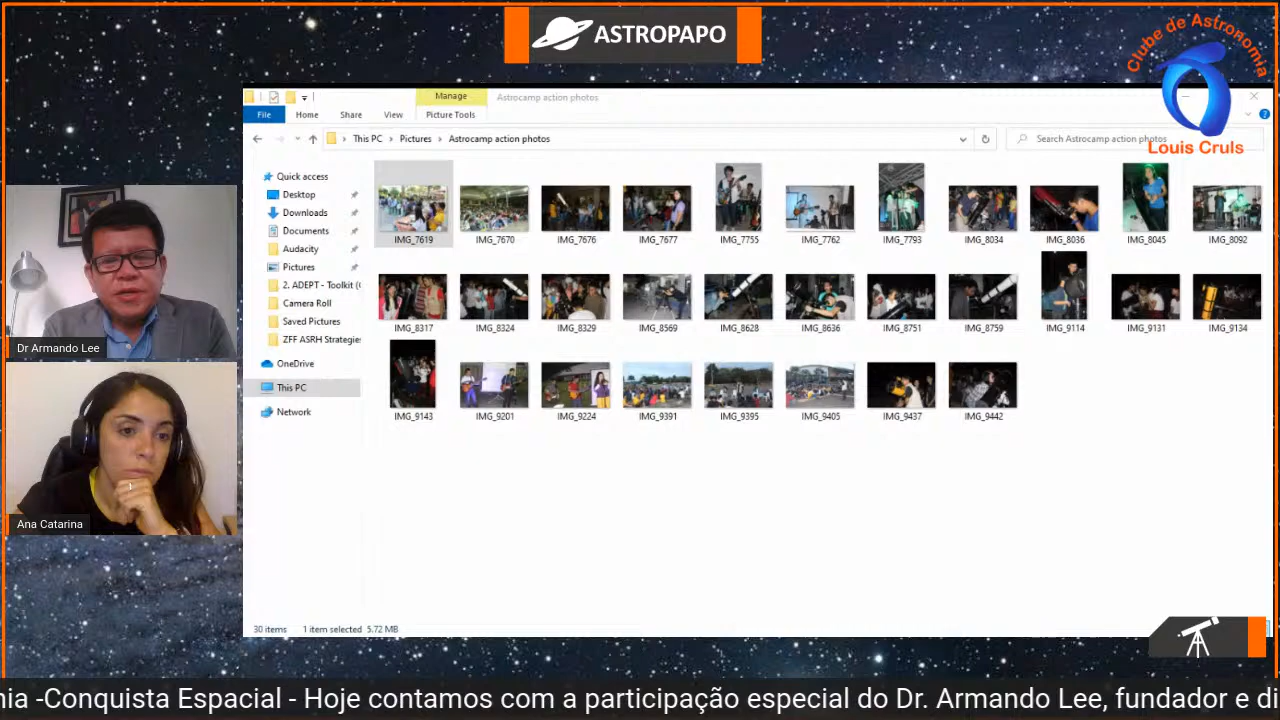 ASTROPAPO
Clube de Astronomia
Louis Cruls
Manage
Astrocamp action photos
File
Home
Share
View
Picture Tools
This PC
Pictures
Astrocamp action photos
Search Astrocamp action photos
Quick access
Desktop
Downloads
Documents
Audacity
Pictures
2. ADEPT - Toolkit (
Camera Roll
Saved Pictures
ZFF ASRH Strategies
OneDrive
This PC
Network
IMG_7619
IMG_7670
IMG_7676
IMG_7677
IMG_7755
IMG_7762
IMG_7793
IMG_8034
IMG_8036
IMG_8045
IMG_8092
IMG_8317
IMG_8324
IMG_8329
IMG_8569
IMG_8628
IMG_8636
IMG_8751
IMG_8759
IMG_9114
IMG_9131
IMG_9134
IMG_9143
IMG_9201
IMG_9224
IMG_9391
IMG_9395
IMG_9405
IMG_9437
IMG_9442
30 items
1 item selected 5.72 MB
Dr Armando Lee
Ana Catarina
nia -Conquista Espacial - Hoje contamos com a participação especial do Dr. Armando Lee, fundador e di